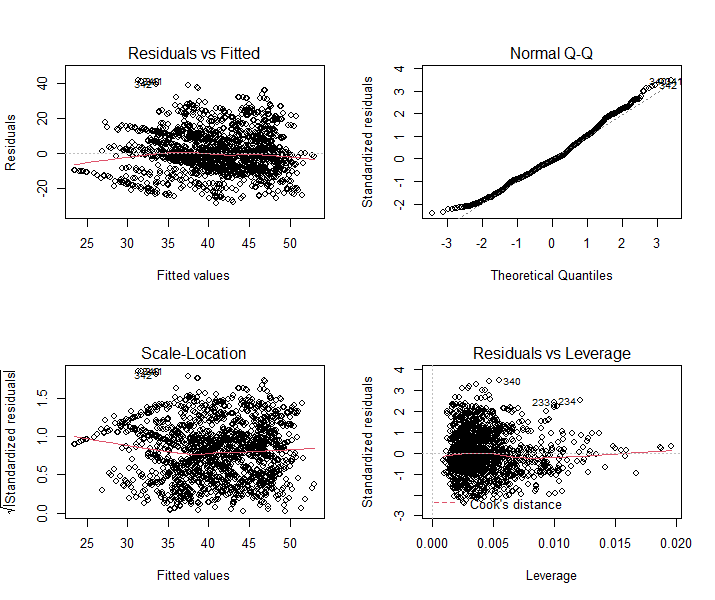 Residuals vs Fitted
Residuals
40
20
0
-20
342
25 30 35 40 45 50
Fitted values
Normal Q-Q
Standardized residuals
4
3
2
1
0
-1
-2
341
342
-3 -2 -1 0 1 2 3
Theoretical Quantiles
Scale-Location
√|Standardized residuals|
1.5
1.0
0.5
0.0
342
25 30 35 40 45 50
Fitted values
Residuals vs Leverage
Standardized residuals
4
3
2
1
0
-1
-3
340
233
234
Cook's distance
0.000 0.005 0.010 0.015 0.020
Leverage